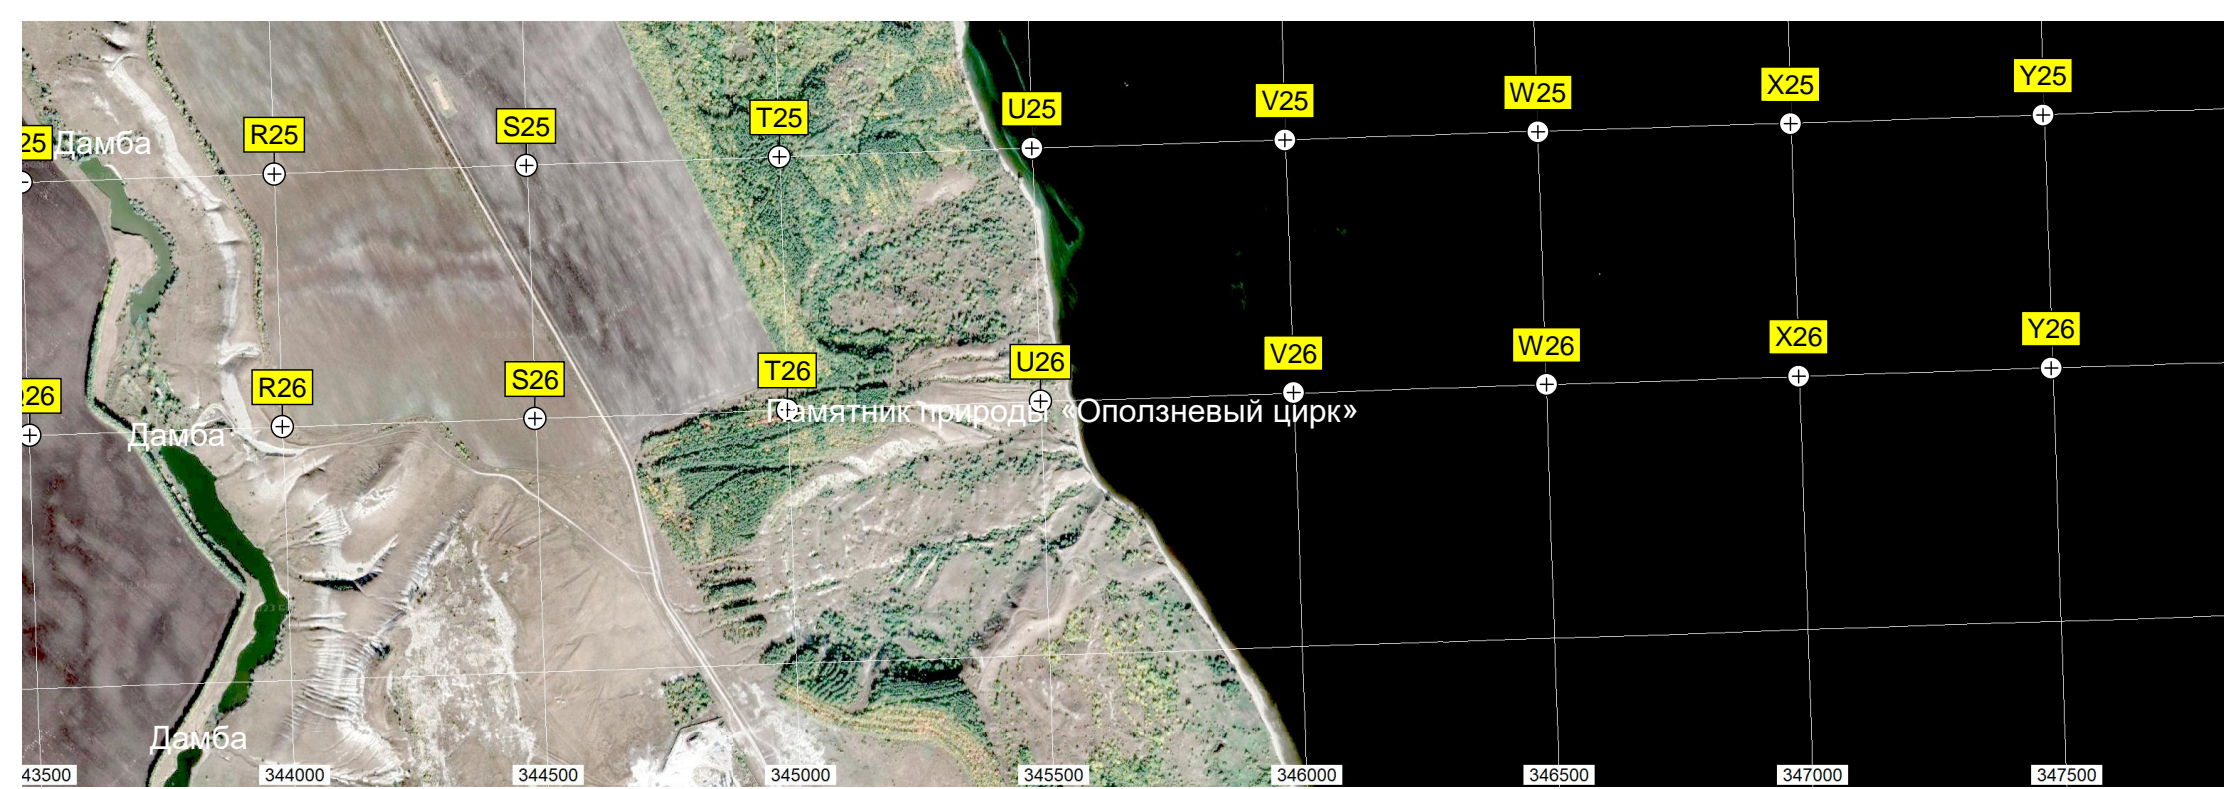 Y25
X25
W25
V25
U25
T25
S25
R25
25
Дамба
Y26
X26
W26
V26
U26
T26
S26
R26
26
Памятник природы «Оползневый цирк»
Дамба
Дамба
43500 344000 344500 345000 345500 346000 346500 347000 347500